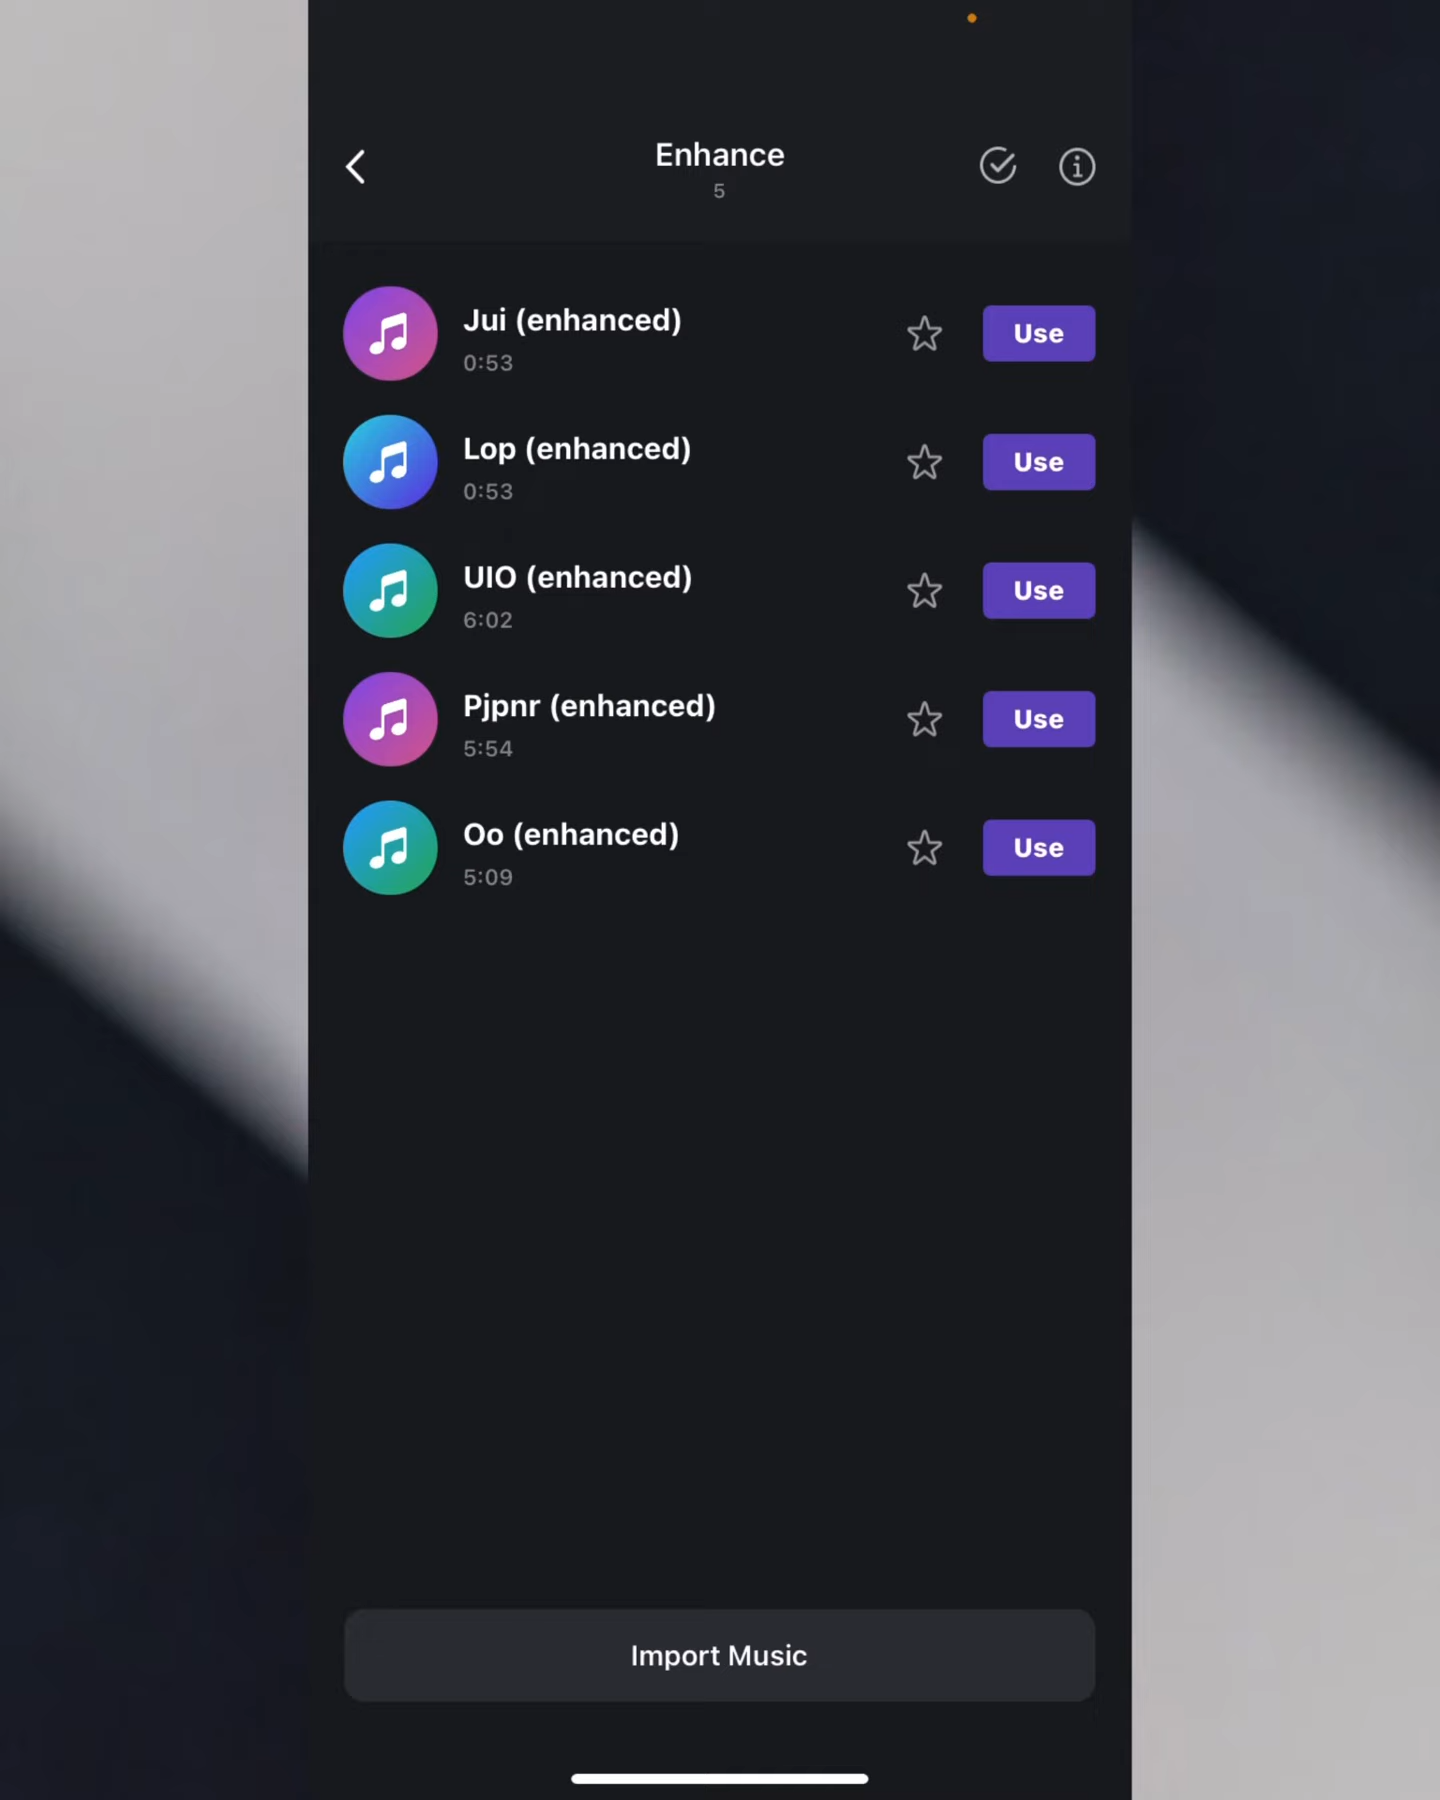 Enhance
5
Jui (enhanced)
0:53
Use
Lop (enhanced)
0:53
Use
UIO (enhanced)
6:02
Use
Pjpnr (enhanced)
5:54
Use
Oo (enhanced)
5:09
Use
Import Music